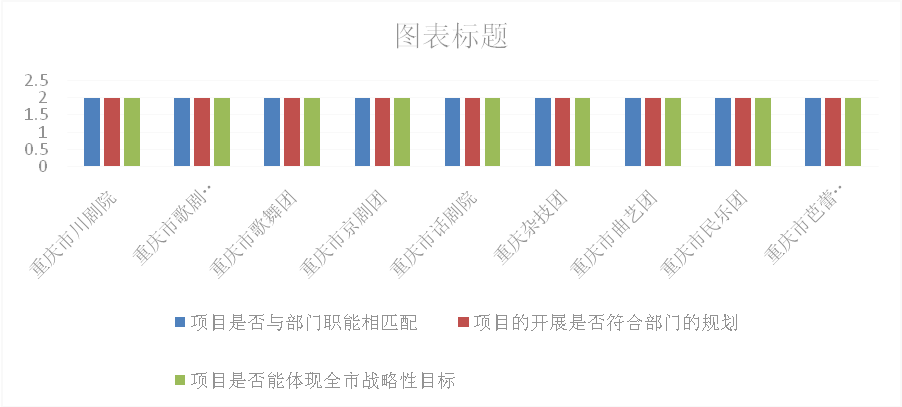 图表标题
2.5
2
1.5
1
0.5
0
重庆市川剧院
重庆市歌剧..
重庆市歌舞团
重庆市京剧团
重庆市话剧院
重庆杂技团
重庆市曲艺团
重庆市民乐团
重庆市芭蕾..
项目是否与部门职能相匹配
项目的开展是否符合部门的规划
项目是否能体现全市战略性目标